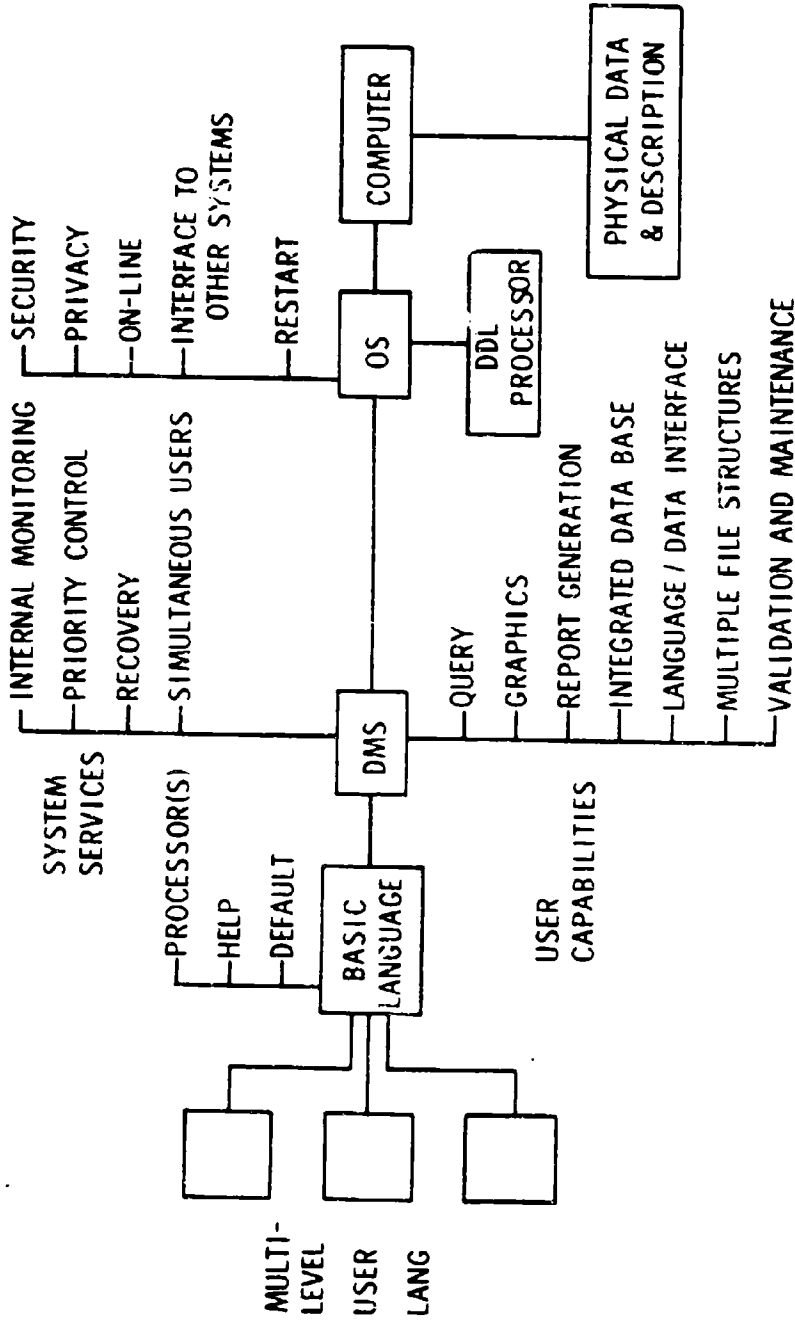 MULTI-
LEVEL
USER
LANG
PROCESSOR(S)
HELP
DEFAULT
BASIC
LANGUAGE
SYSTEM
SERVICES
INTERNAL MONITORING
PRIORITY CONTROL
RECOVERY
SIMULTANEOUS USERS
DMS
USER
CAPABILITIES
QUERY
GRAPHICS
REPORT GENERATION
INTEGRATED DATA BASE
LANGUAGE / DATA INTERFACE
MULTIPLE FILE STRUCTURES
VALIDATION AND MAINTENANCE
SECURITY
PRIVACY
ON-LINE
INTERFACE TO
OTHER SYSTEMS
RESTART
OS
DDL
PROCESSOR
COMPUTER
PHYSICAL DATA
& DESCRIPTION